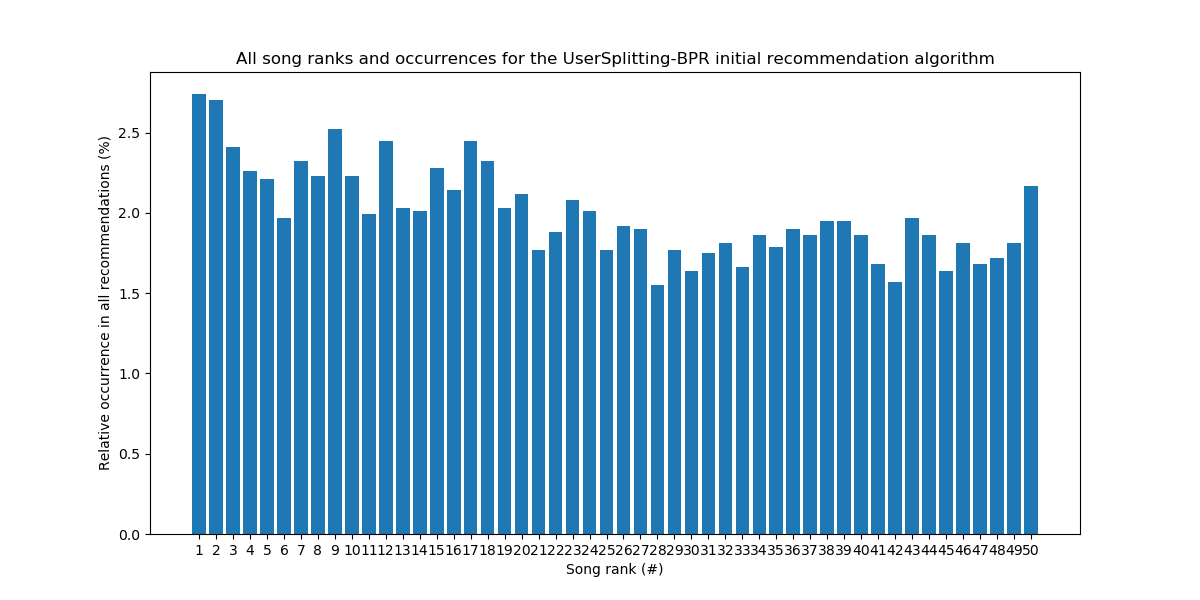 All song ranks and occurrences for the UserSplitting-BPR initial recommendation algorithm
Relative occurrence in all recommendations (%)
2.5
2.0
1.5
1.0
0.5
0.0
1 2 3 4 5 6 7 8 9 10 11 12 13 14 15 16 17 18 19 20 21 22 23 24 25 26 27 28 29 30 31 32 33 34 35 36 37 38 39 40 41 42 43 44 45 46 47 48 49 50
Song rank (#)